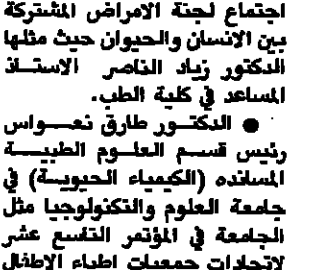 اجتماع لجنة الامراض المشتركة
بين الانسان والحيوان حيث مثلها
الدكتور زياد الناصر الاستاذ
المساعد في كلية الطب.
● الدكتور طارق نعواس
رئيس قسم العلوم الطبية
المسانده (الكيمياء الحيوية) في
جامعة العلوم والتكنولوجيا مثل
الجامعة في المؤتمر التاسع عشر
لاتحادات جمعيات اطباء الاطفال